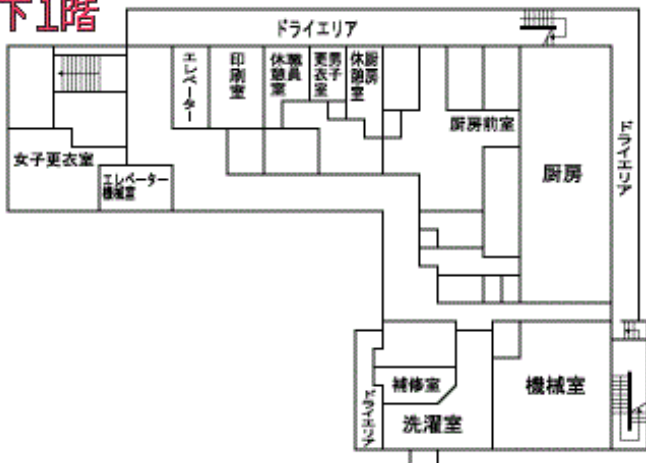 下1階
ドライエリア
エレベーター
印刷室
職員
休憩室
男子
更衣室
厨房
休憩室
厨房前室
ドライエリア
女子更衣室
エレベーター
機械室
厨房
補修室
機械室
ドライエリア
洗濯室